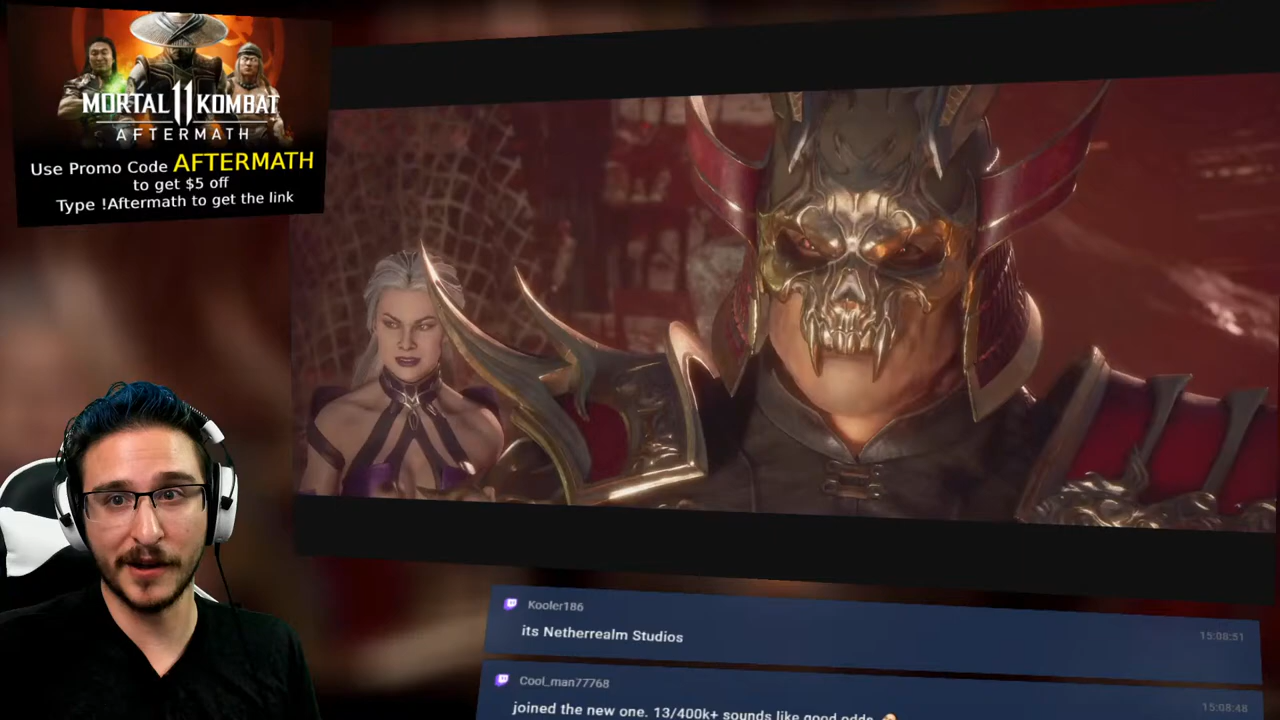 MORTAL 11 KOMBAT
AFTERMATH
Use Promo Code AFTERMATH
to get $5 off
Type !Aftermath to get the link
Kooler186
15:08:51
its Netherrealm Studios
Cool_man77768
15:08:48
joined the new one. 13/400k+ sounds like good odds